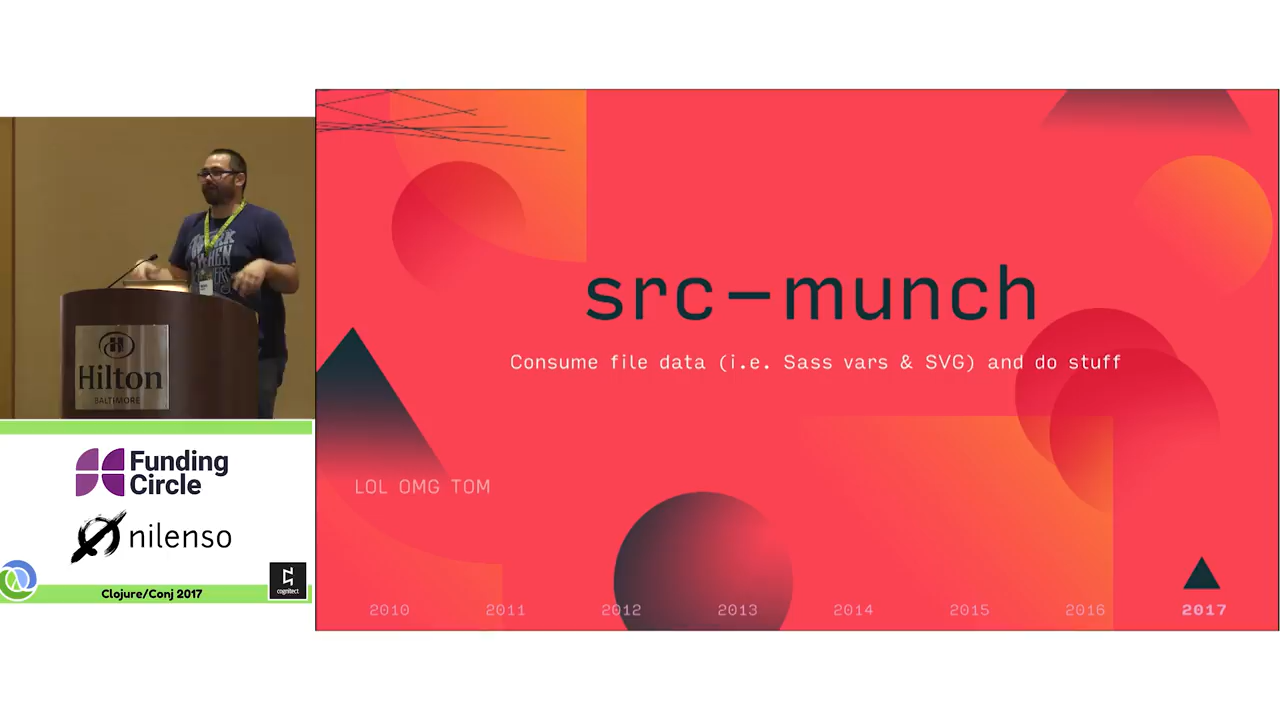 src-munch
Consume file data (i.e. Sass vars & SVG) and do stuff
LOL OMG TOM
2010 2011 2012 2013 2014 2015 2016 2017
Hilton
BALTIMORE
Funding
Circle
nilenso
Clojure/Conj 2017
cognitect